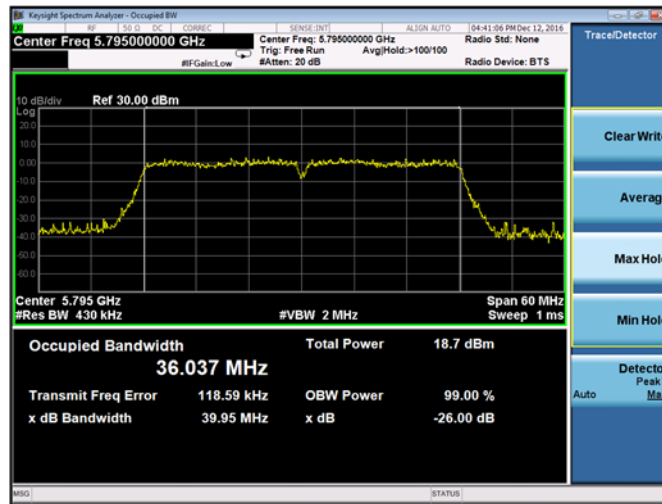 Keysight Spectrum Analyzer - Occupied BW
RF 50 Ω DC CORREC SENSE:INT ALIGN AUTO 04:41:06 PM Dec 12, 2016
Center Freq 5.795000000 GHz
Center Freq: 5.795000000 GHz
Radio Std: None
Trig: Free Run Avg|Hold:>100/100
#IFGain:Low
#Atten: 20 dB
Radio Device: BTS
Trace/Detector
10 dB/div Ref 30.00 dBm
Log
20.0
10.0
0.00
-10.0
-20.0
-30.0
-40.0
-50.0
-60.0
Center 5.795 GHz
Span 60 MHz
#Res BW 430 kHz
#VBW 2 MHz
Sweep 1 ms
Occupied Bandwidth
36.037 MHz
Total Power 18.7 dBm
Transmit Freq Error 118.59 kHz
OBW Power 99.00 %
x dB Bandwidth 39.95 MHz
x dB -26.00 dB
Clear Write
Averag
Max Hol
Min Hol
Detecto
Peak
Auto Ma
MSG
STATUS